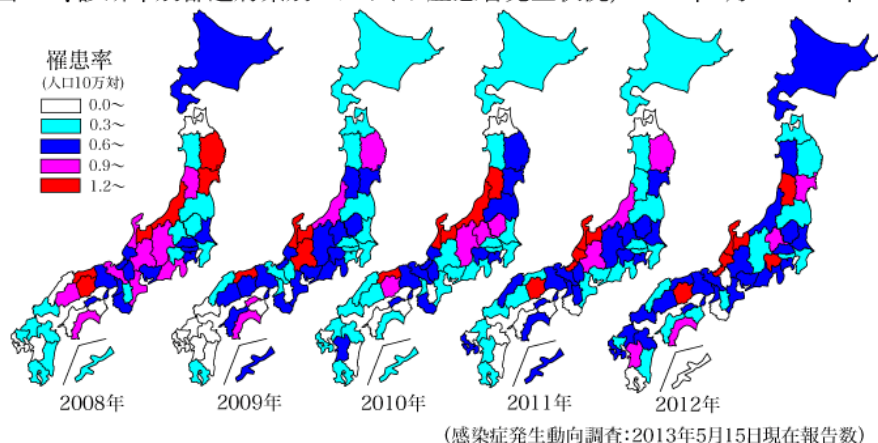 罹患率
(人口10万対)
0.0～
0.3～
0.6～
0.9～
1.2～
2008年
2009年
2010年
2011年
2012年
(感染症発生動向調査:2013年5月15日現在報告数)